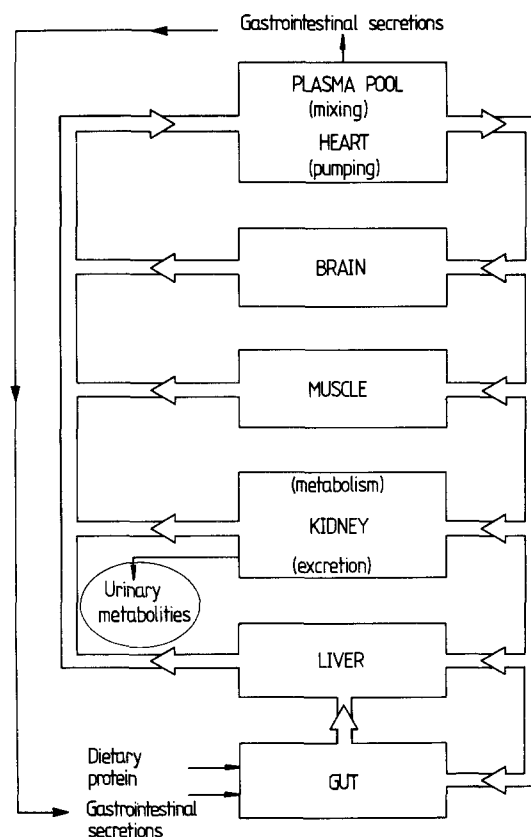 Gastrointestinal secretions
PLASMA POOL
(mixing)
HEART
(pumping)
BRAIN
MUSCLE
(metabolism)
KIDNEY
(excretion)
Urinary
metabolities
LIVER
Dietary
protein
GUT
Gastrointestinal
secretions